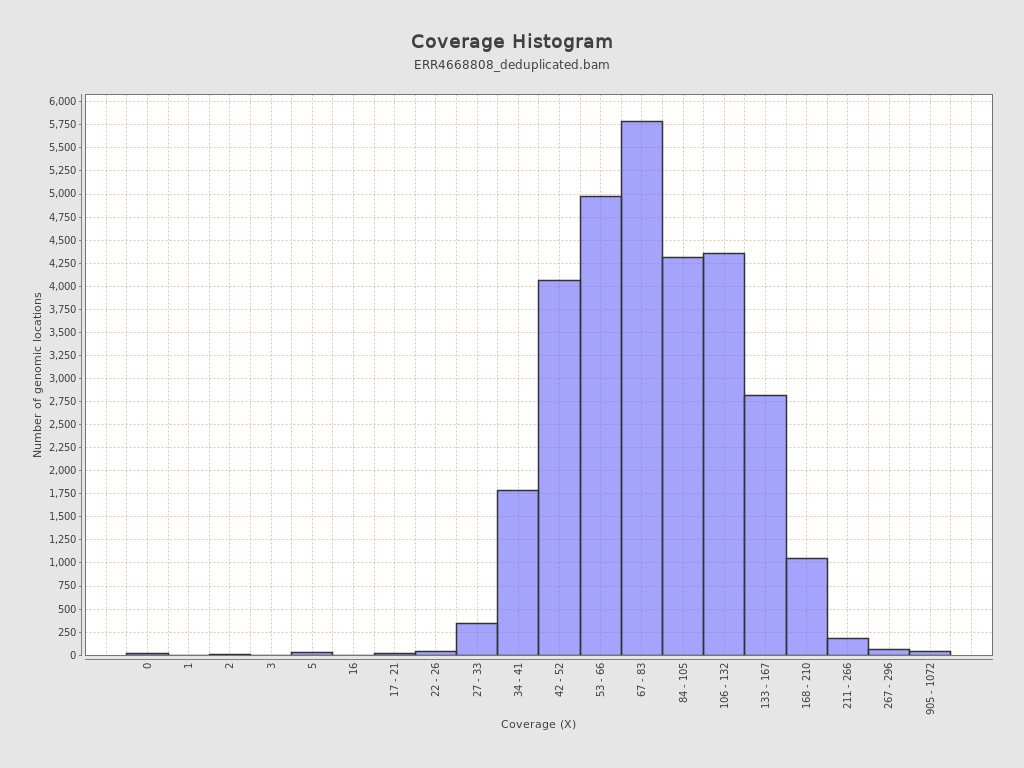 Coverage Histogram
ERR4668808_deduplicated.bam
6,000
5,750
5,500
5,250
5,000
4,750
4,500
4,250
4,000
3,750
3,500
3,250
3,000
2,750
2,500
2,250
2,000
1,750
1,500
1,250
1,000
750
500
250
0
Number of genomic locations
0
1
2
3
5
16
17 - 21
22 - 26
27 - 33
34 - 41
42 - 52
53 - 66
67 - 83
84 - 105
106 - 132
133 - 167
168 - 210
211 - 266
267 - 296
905 - 1072
Coverage (X)